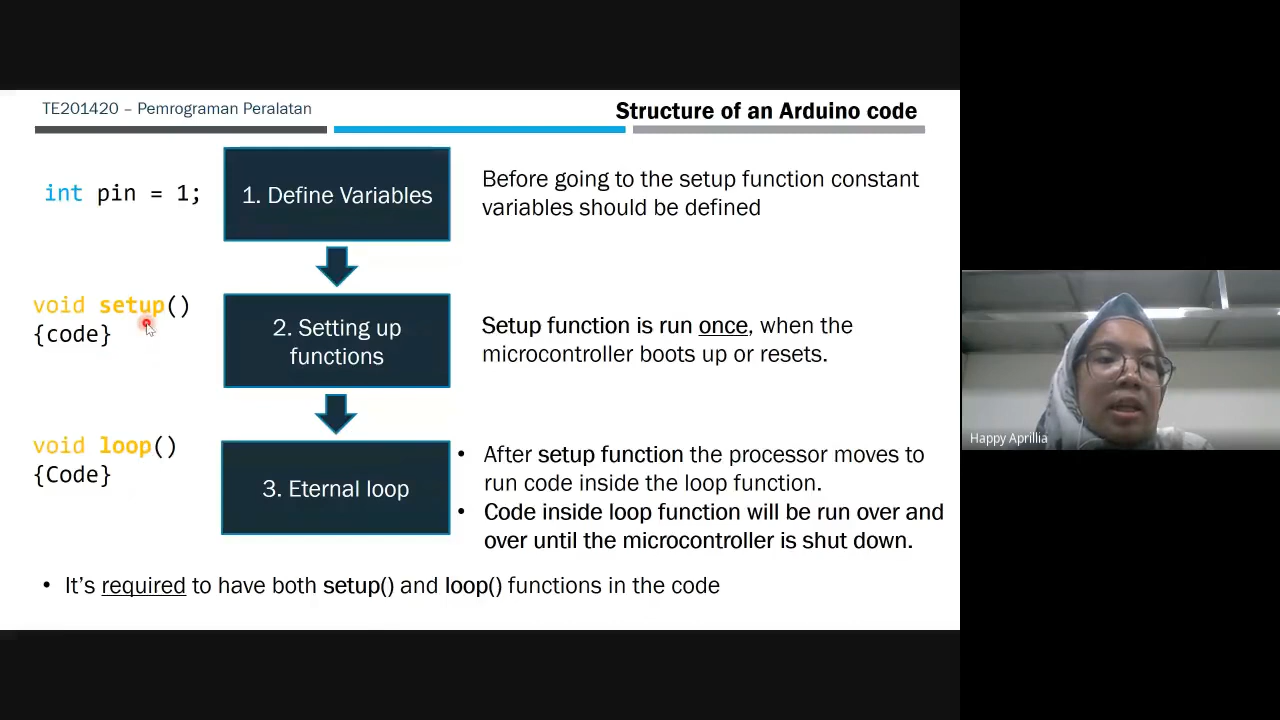 TE201420 – Pemrograman Peralatan
Structure of an Arduino code
int pin = 1;
1. Define Variables
Before going to the setup function constant
variables should be defined
void setup()
{code}
2. Setting up
functions
Setup function is run once, when the
microcontroller boots up or resets.
void loop()
{Code}
3. Eternal loop
• After setup function the processor moves to
run code inside the loop function.
• Code inside loop function will be run over and
over until the microcontroller is shut down.
• It's required to have both setup() and loop() functions in the code
Happy Aprillia